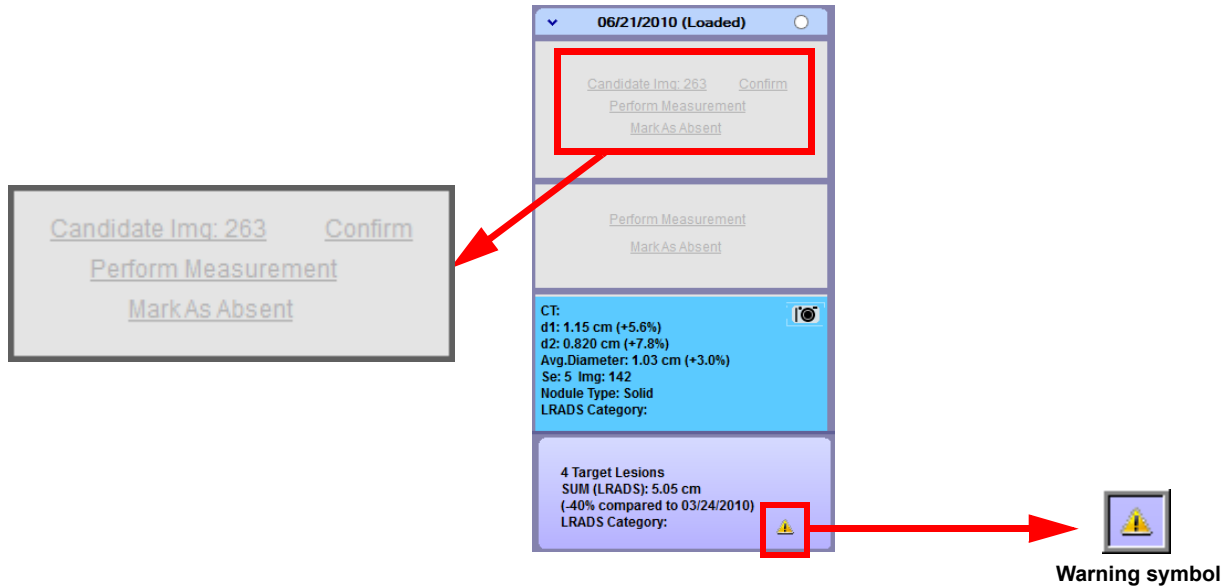 06/21/2010 (Loaded)
Candidate Img: 263 Confirm
Perform Measurement
Mark As Absent
Candidate Img: 263 Confirm
Perform Measurement
Mark As Absent
Perform Measurement
Mark As Absent
CT:
d1: 1.15 cm (+5.6%)
d2: 0.820 cm (+7.8%)
Avg.Diameter: 1.03 cm (+3.0%)
Se: 5 Img: 142
Nodule Type: Solid
LRADS Category:
4 Target Lesions
SUM (LRADS): 5.05 cm
(-40% compared to 03/24/2010)
LRADS Category:
Warning symbol